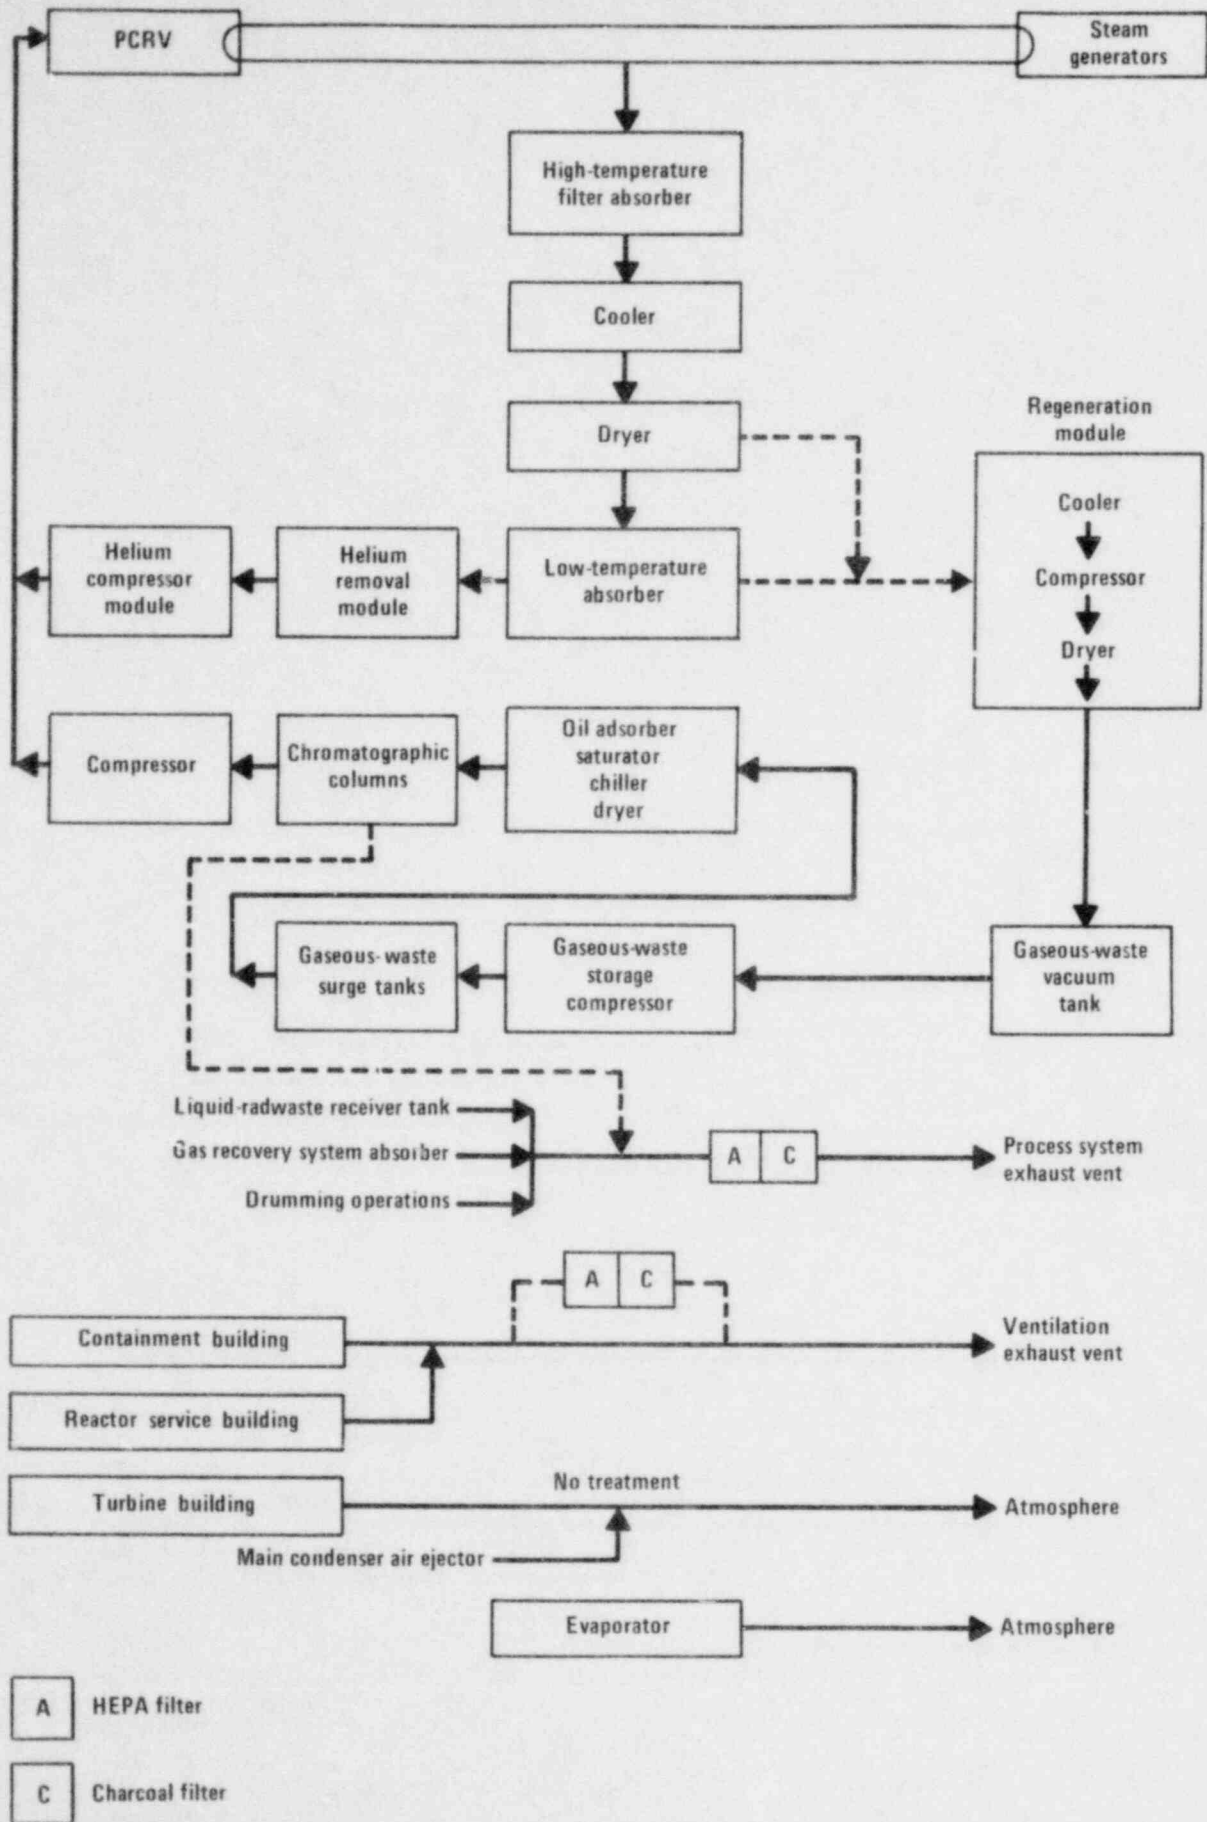 PCRV
Steam
generators
High-temperature
filter absorber
Cooler
Dryer
Regeneration
module
Cooler
Compressor
Dryer
Helium
compressor
module
Helium
removal
module
Low-temperature
absorber
Compressor
Chromatographic
columns
Oil adsorber
saturator
chiller
dryer
Gaseous-waste
surge tanks
Gaseous-waste
storage
compressor
Gaseous-waste
vacuum
tank
Liquid-radwaste receiver tank
Gas recovery system absorber
Drumming operations
A
C
Process system
exhaust vent
A
C
Containment building
Ventilation
exhaust vent
Reactor service building
No treatment
Turbine building
Atmosphere
Main condenser air ejector
Evaporator
Atmosphere
A
HEPA filter
C
Charcoal filter